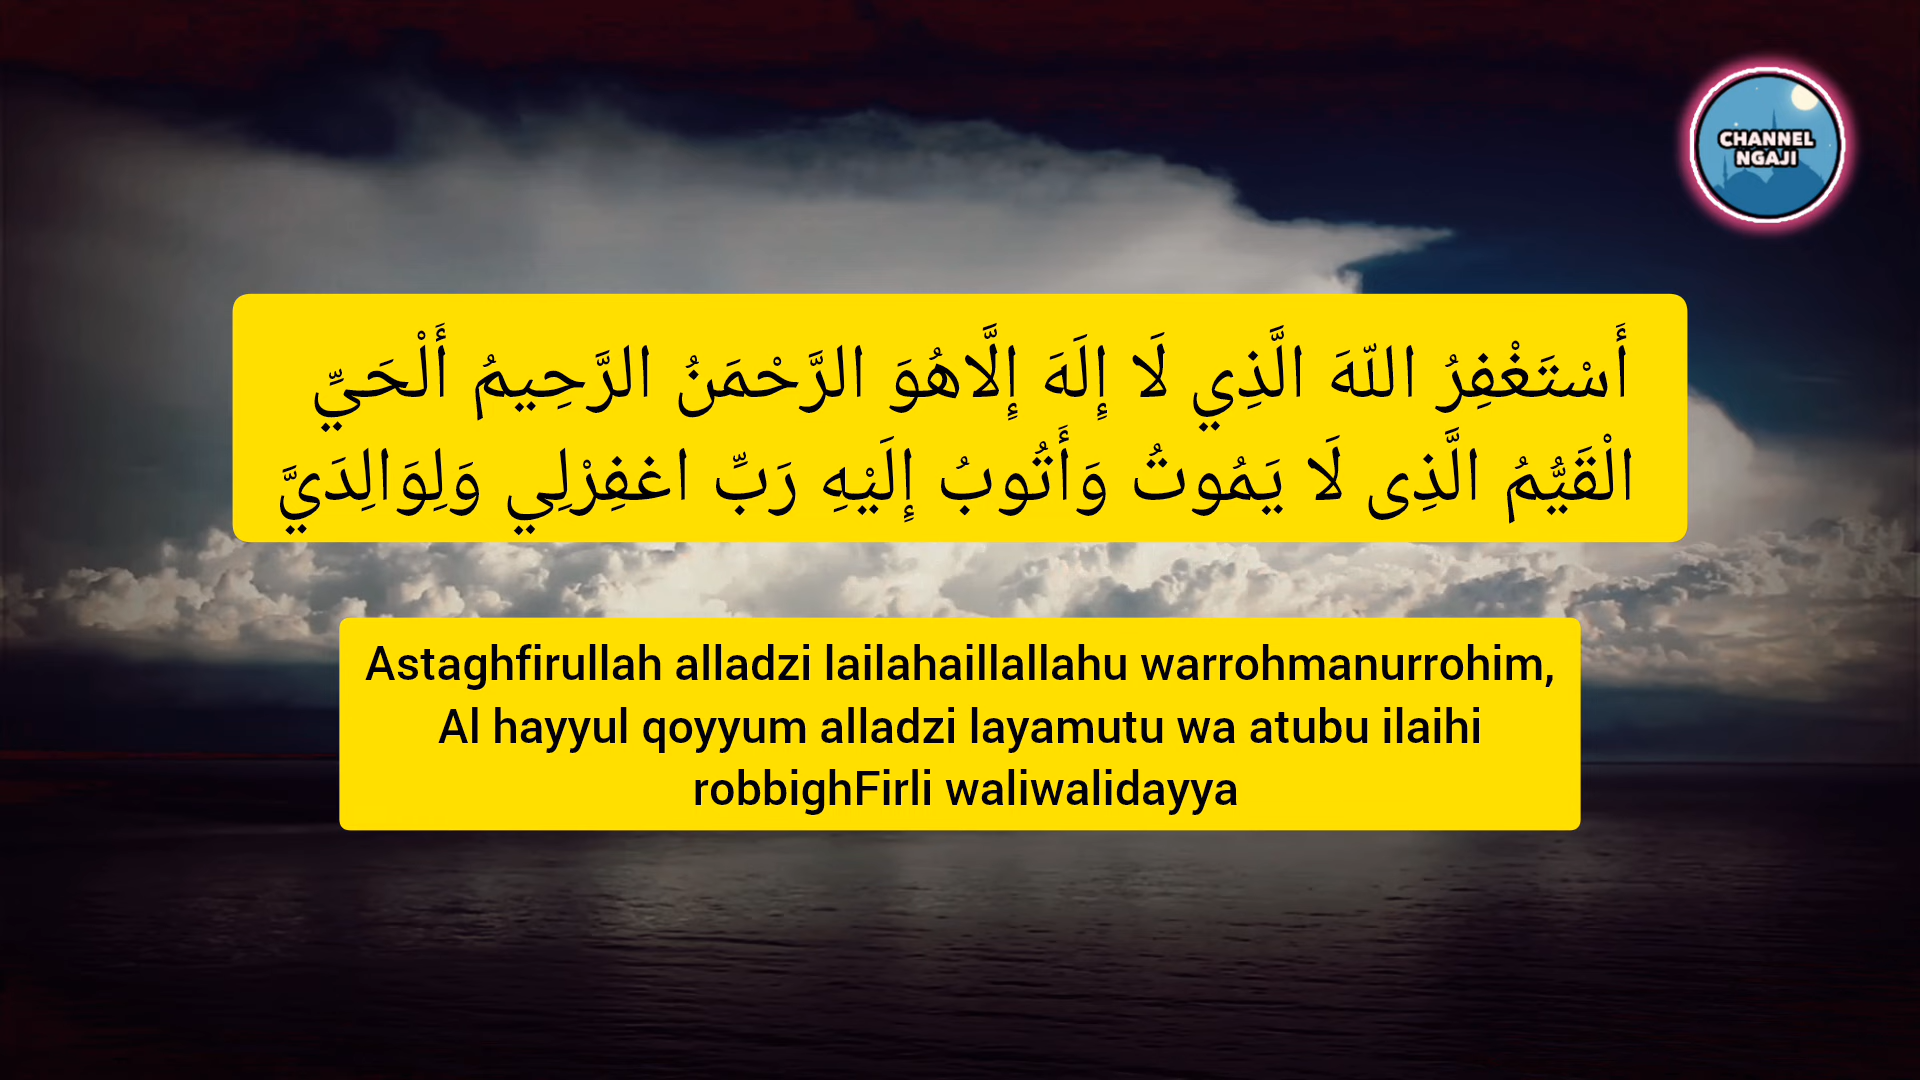 CHANNEL
NGAJI
أَسْتَغْفِرُ اللّهَ الَّذِي لَا إِلَهَ إِلَّاهُوَ الرَّحْمَنُ الرَّحِيمُ أَلْحَيِّ
الْقَيُّمُ الَّذِى لَا يَمُوتُ وَأَتُوبُ إِلَيْهِ رَبِّ اغفِرْلِي وَلِوَالِدَيَّ
Astaghfirullah alladzi lailahaillallahu warrohmanurrohim,
Al hayyul qoyyum alladzi layamutu wa atubu ilaihi
robbighFirli waliwalidayya